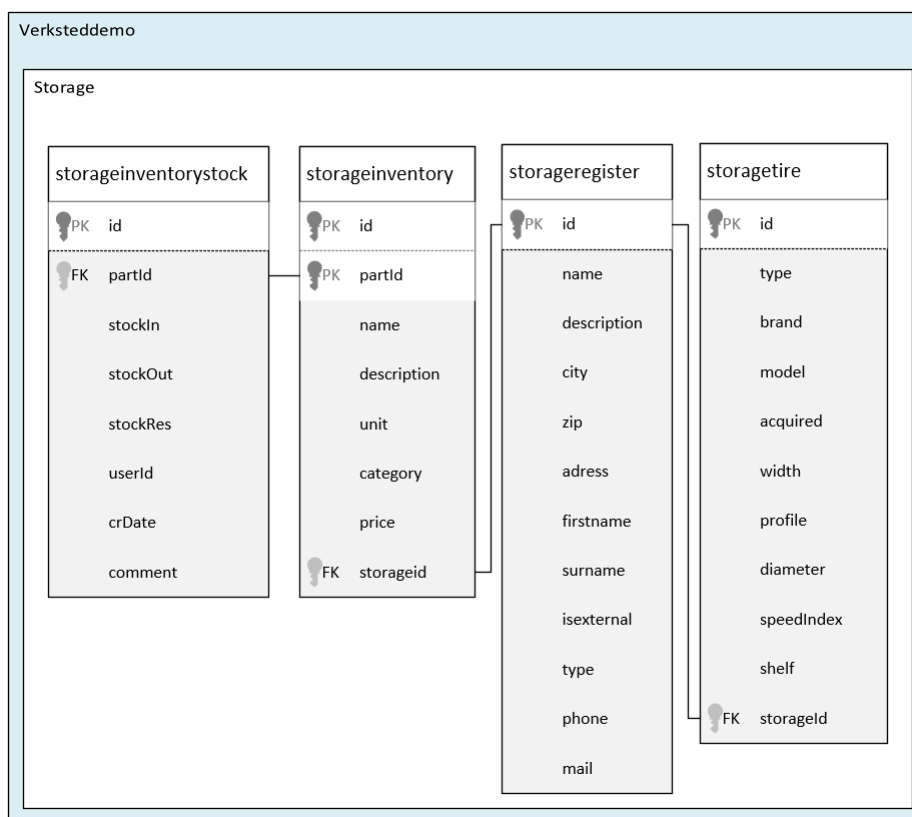 Verksteddemo
Storage
storageinventorystock
PK id
FK partId
stockIn
stockOut
stockRes
userId
crDate
comment
storageinventory
PK id
PK partId
name
description
unit
category
price
FK storageid
storageregister
PK id
name
description
city
zip
adress
firstname
surname
isexternal
type
phone
mail
storagetire
PK id
type
brand
model
acquired
width
profile
diameter
speedIndex
shelf
FK storageId